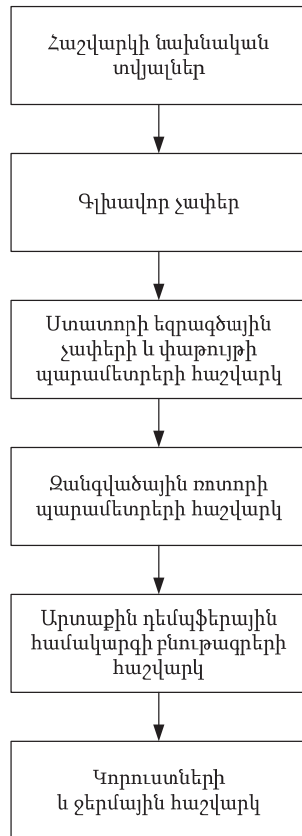 Հաշվարկի նախնական
տվյալներ
Գլխավոր չափեր
Ստատորի եզրագծային
չափերի և փաթույթի
պարամետրերի հաշվարկ
Զանգվածային ռոտորի
պարամետրերի հաշվարկ
Արտաքին դեմպֆերային
համակարգի բնութագրերի
հաշվարկ
Կորուստների
և ջերմային հաշվարկ